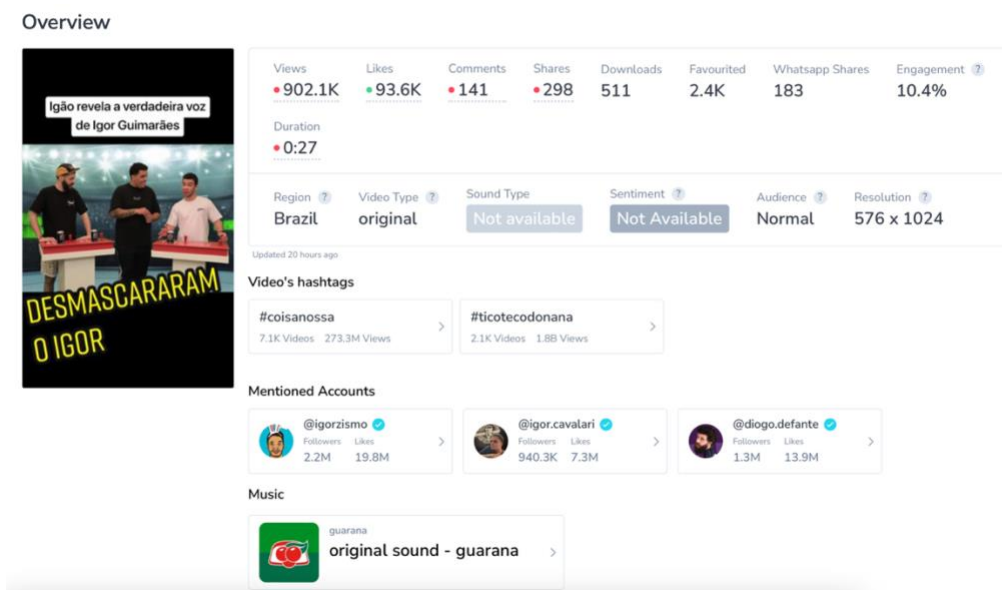 Overview
Igão revela a verdadeira voz
de Igor Guimarães
DESMASCARARAM
O IGOR
Views Likes Comments Shares Downloads Favourited Whatsapp Shares Engagement ?
902.1K 93.6K 141 298 511 2.4K 183 10.4%
Duration
0:27
Region ? Video Type ? Sound Type Sentiment ? Audience ? Resolution ?
Brazil original Not available Not Available Normal 576 x 1024
Updated 20 hours ago
Video's hashtags
#coisanossa
7.1K Videos 273.3M Views
#ticotecodonana
2.1K Videos 1.8B Views
Mentioned Accounts
@igorzismo
Followers Likes
2.2M 19.8M
@igor.cavalari
Followers Likes
940.3K 7.3M
@diogo.defante
Followers Likes
1.3M 13.9M
Music
guarana
original sound - guarana